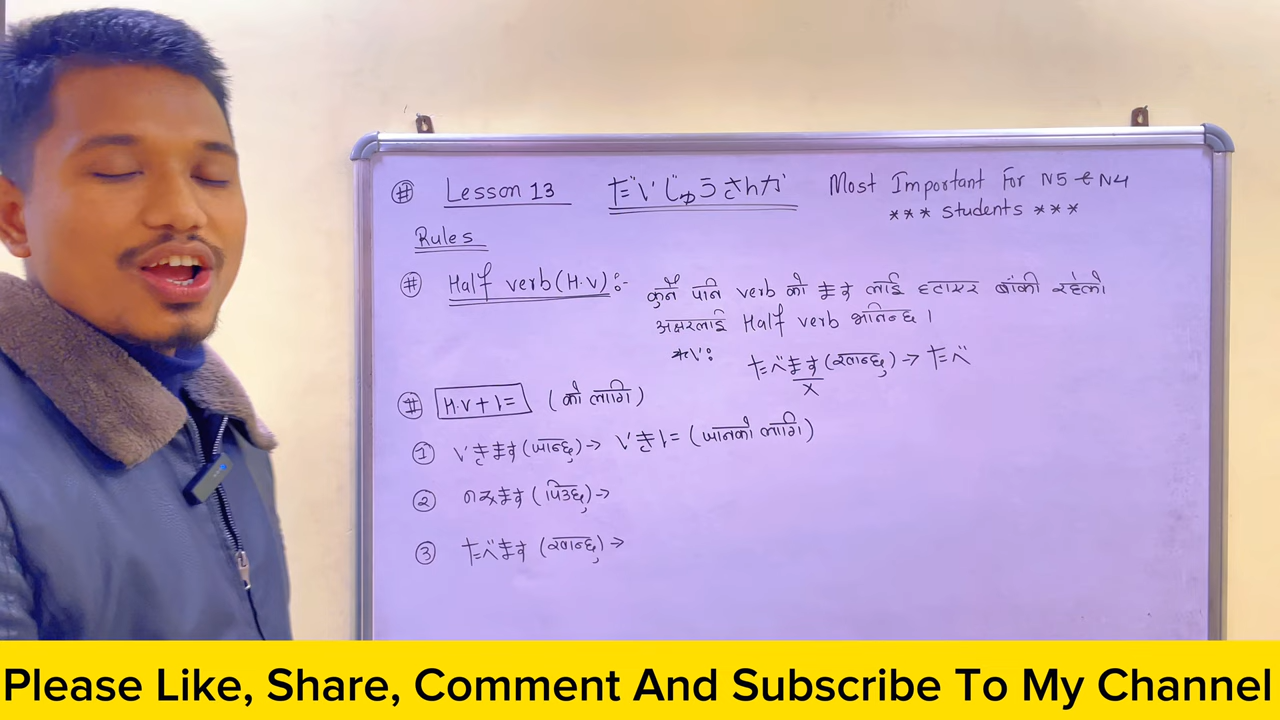 # Lesson 13 だいじゅうさんか Most Important For N5 & N4
*** students ***
Rules
# Half verb (H.V):- कुनै पनि verb को ます लाई हटाएर बाँकी रहेको
अक्षरलाई Half verb भनिन्छ।
たべます (खान्छु) → たべ
X
# H.V + に (को लागि)
① いきます (जान्छु) → いきに (जानको लागि)
② のみます (पिउछु) →
③ たべます (खान्छु) →
Please Like, Share, Comment And Subscribe To My Channel